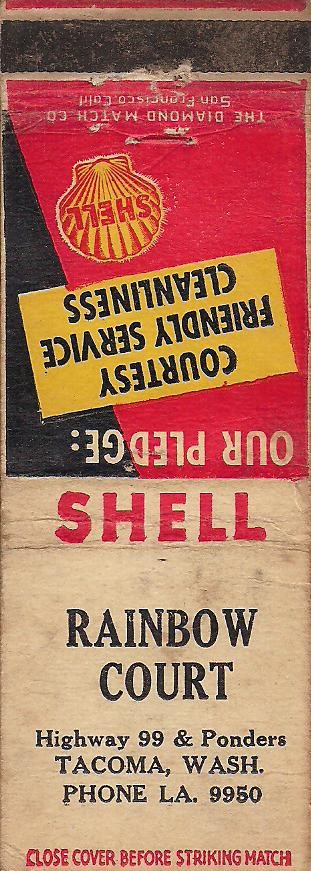 THE DIAMOND MATCH CO.
San Francisco Calif
SHELL
OUR PLEDGE:
COURTESY
FRIENDLY SERVICE
CLEANLINESS
SHELL
RAINBOW
COURT
Highway 99 & Ponders
TACOMA, WASH.
PHONE LA. 9950
CLOSE COVER BEFORE STRIKING MATCH